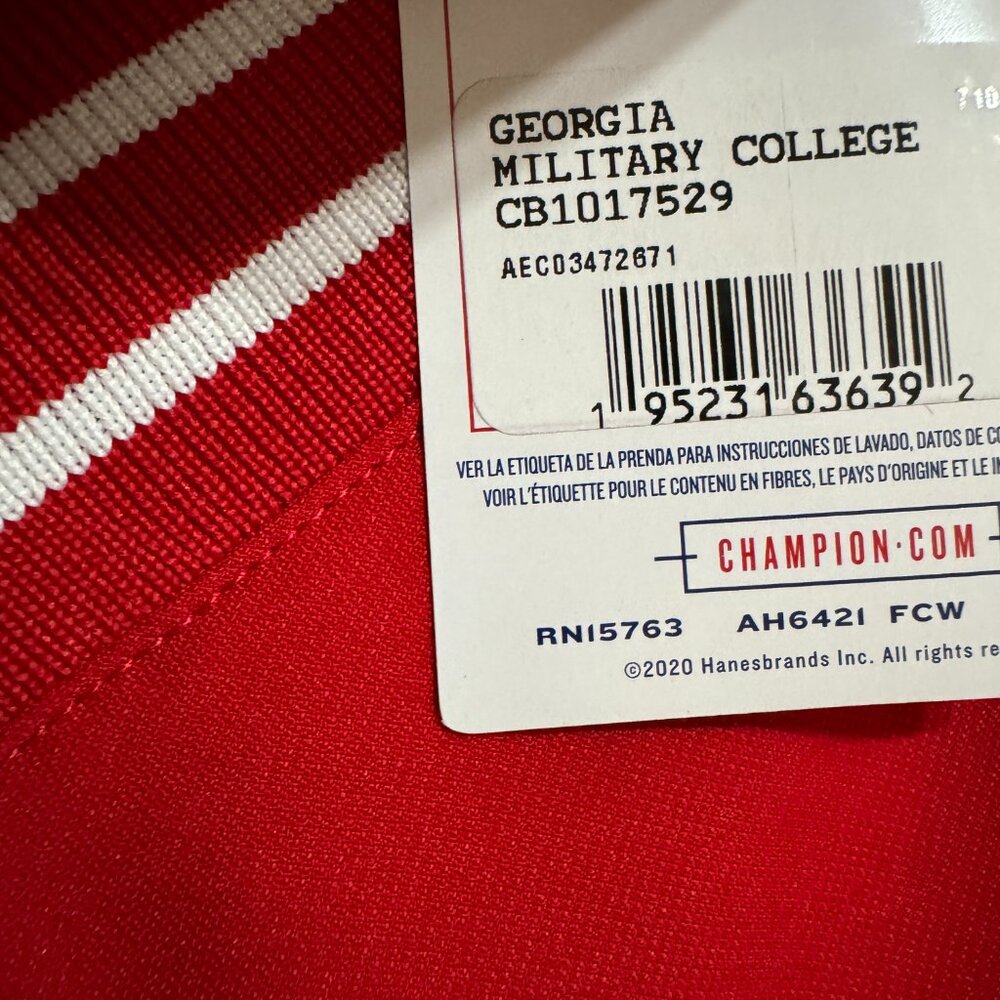 710
GEORGIA
MILITARY COLLEGE
CB1017529
AEC03472671
1 95231 63639 2
VER LA ETIQUETA DE LA PRENDA PARA INSTRUCCIONES DE LAVADO, DATOS DE
VOIR L'ÉTIQUETTE POUR LE CONTENU EN FIBRES, LE PAYS D'ORIGINE ET LE
CHAMPION·COM
RN15763 AH6421 FCW
©2020 Hanesbrands Inc. All rights